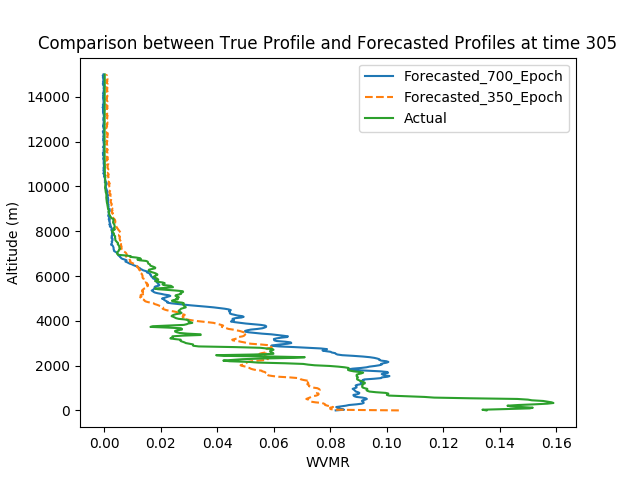 Comparison between True Profile and Forecasted Profiles at time 305
Forecasted_700_Epoch
Forecasted_350_Epoch
Actual
Altitude (m)
14000
12000
10000
8000
6000
4000
2000
0
0.00 0.02 0.04 0.06 0.08 0.10 0.12 0.14 0.16
WVMR